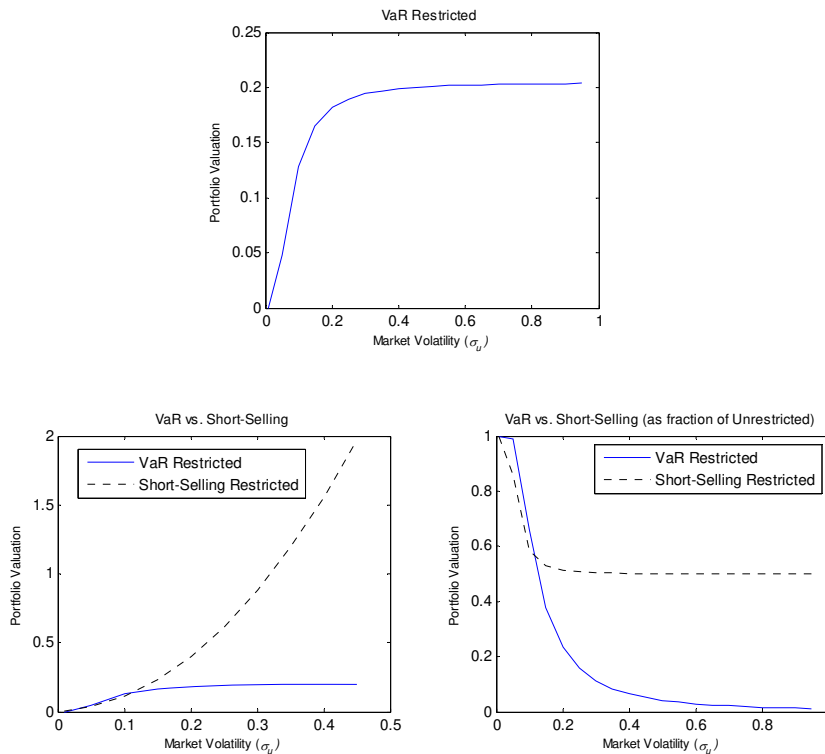 VaR Restricted
0.25
0.2
0.15
0.1
0.05
0
0 0.2 0.4 0.6 0.8 1
Portfolio Valuation
Market Volatility (σu)
VaR vs. Short-Selling
2
1.5
1
0.5
0
0 0.1 0.2 0.3 0.4 0.5
Portfolio Valuation
Market Volatility (σu)
VaR Restricted
Short-Selling Restricted
VaR vs. Short-Selling (as fraction of Unrestricted)
1
0.8
0.6
0.4
0.2
0
0 0.2 0.4 0.6 0.8
Portfolio Valuation
Market Volatility (σu)
VaR Restricted
Short-Selling Restricted